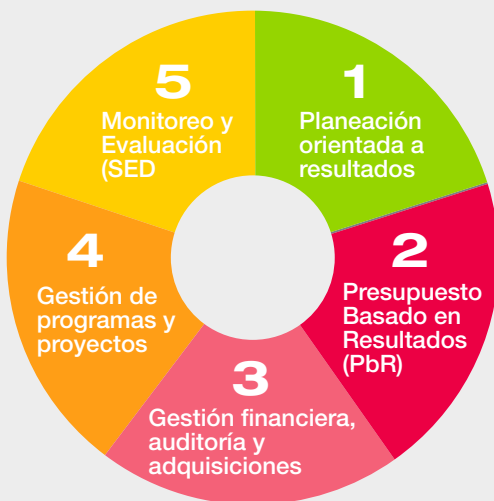 1
Planeación
orientada a
resultados
2
Presupuesto
Basado en
Resultados
(PbR)
3
Gestión financiera,
auditoría y
adquisiciones
4
Gestión de
programas y
proyectos
5
Monitoreo y
Evaluación
(SED